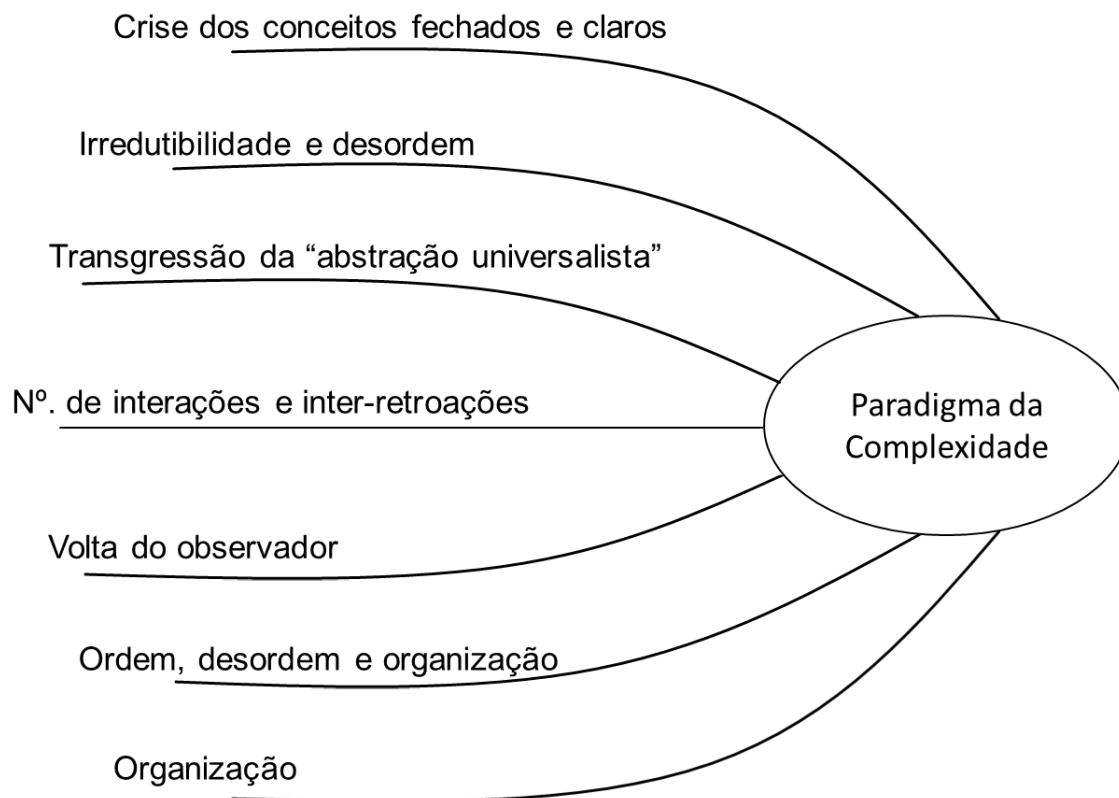 Crise dos conceitos fechados e claros
Irredutibilidade e desordem
Transgressão da “abstração universalista”
Nº. de interações e inter-retroações
Paradigma da
Complexidade
Volta do observador
Ordem, desordem e organização
Organização